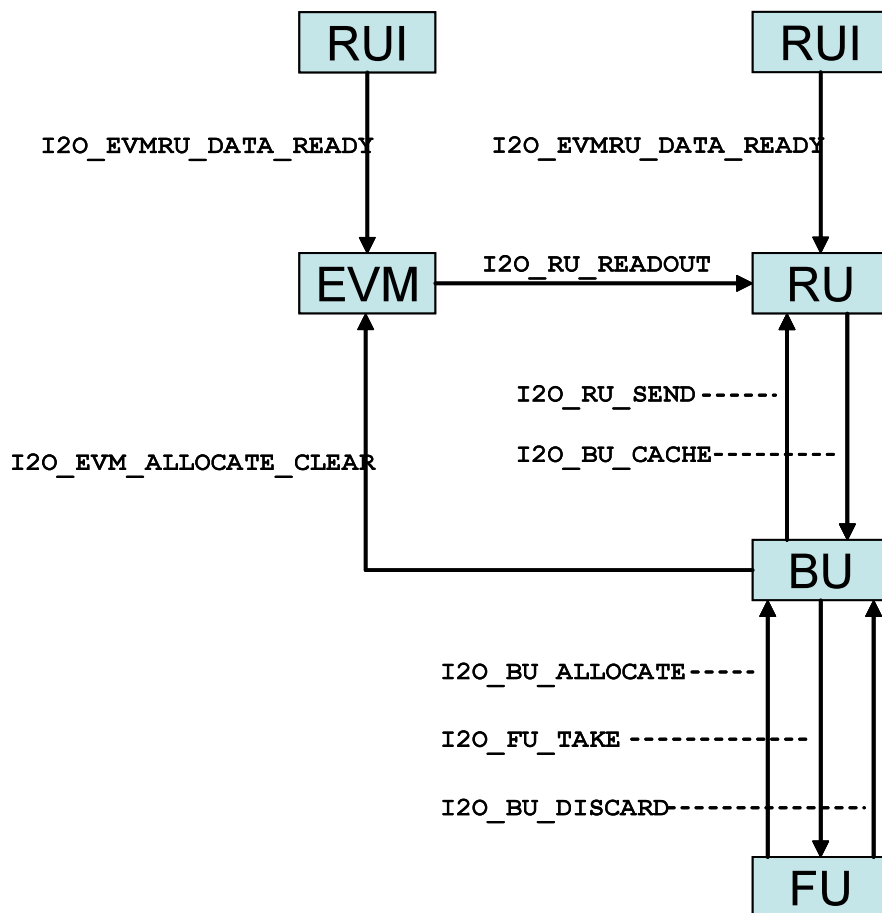 RUI
RUI
I2O_EVMRU_DATA_READY
I2O_EVMRU_DATA_READY
EVM
I2O_RU_READOUT
RU
I2O_RU_SEND
I2O_BU_CACHE
I2O_EVM_ALLOCATE_CLEAR
BU
I2O_BU_ALLOCATE
I2O_FU_TAKE
I2O_BU_DISCARD
FU